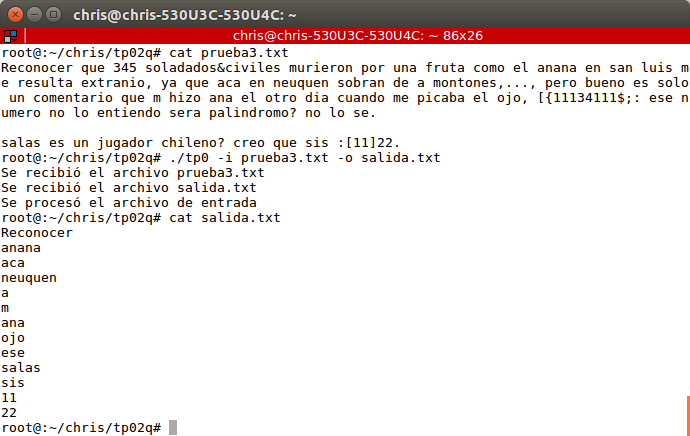 chris@chris-530U3C-530U4C: ~
chris@chris-530U3C-530U4C: ~ 86x26
root@:~/chris/tp02q# cat prueba3.txt
Reconocer que 345 soladados&civiles murieron por una fruta como el anana en san luis m
e resulta extranio, ya que aca en neuquen sobran de a montones,..., pero bueno es solo
 un comentario que m hizo ana el otro dia cuando me picaba el ojo, [{11134111$;: ese n
umero no lo entiendo sera palindromo? no lo se.

salas es un jugador chileno? creo que sis :[11]22.
root@:~/chris/tp02q# ./tp0 -i prueba3.txt -o salida.txt
Se recibió el archivo prueba3.txt
Se recibió el archivo salida.txt
Se procesó el archivo de entrada
root@:~/chris/tp02q# cat salida.txt
Reconocer
anana
aca
neuquen
a
m
ana
ojo
ese
salas
sis
11
22
root@:~/chris/tp02q#